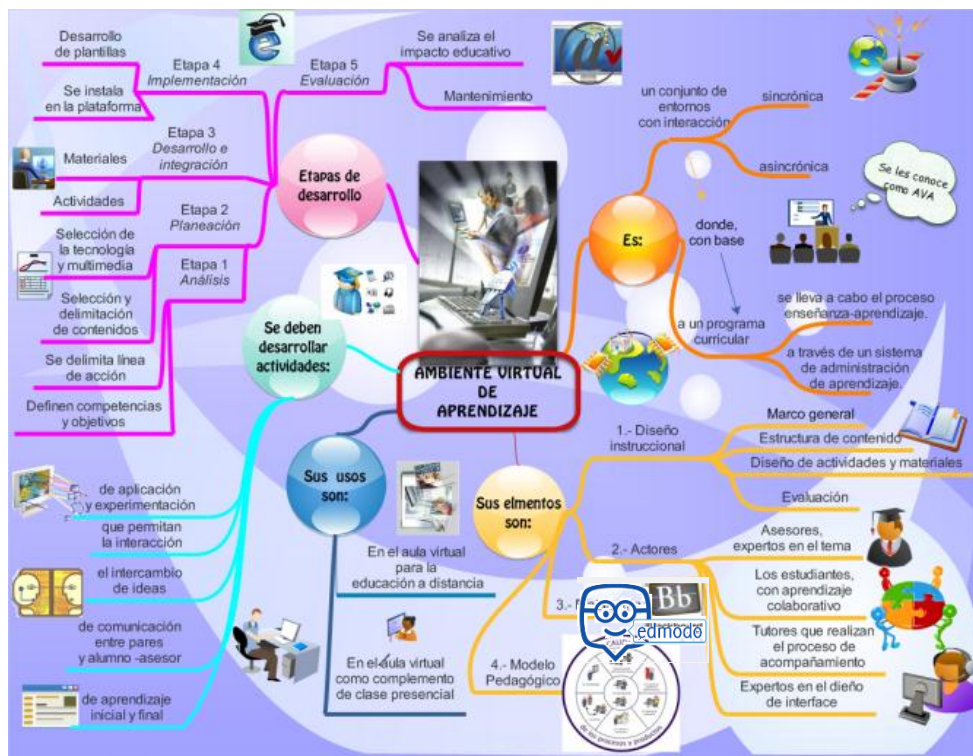 Desarrollo
de plantillas
Etapa 4
Implementación
Se instala
en la plataforma
Etapa 5
Evaluación
Se analiza el
impacto educativo
Mantenimiento
Etapa 3
Desarrollo e
integración
Materiales
Actividades
Etapa 2
Planeación
Selección de
la tecnología
y multimedia
Selección y
delimitación
de contenidos
Etapa 1
Análisis
Se delimita línea
de acción
Definen competencias
y objetivos
Etapas de
desarrollo
un conjunto de
entornos
con interacción
sincrónica
asincrónica
Se les conoce
como AVA
Es:
donde,
con base
a un programa
curricular
se lleva a cabo el proceso
enseñanza-aprendizaje.
a través de un sistema
de administración
de aprendizaje.
AMBIENTE VIRTUAL
DE
APRENDIZAJE
Se deben
desarrollar
actividades:
de aplicación
y experimentación
que permitan
la interacción
el intercambio
de ideas
de comunicación
entre pares
y alumno -asesor
de aprendizaje
inicial y final
Sus usos
son:
En el aula virtual
para la
educación a distancia
En el aula virtual
como complemento
de clase presencial
Sus elmentos
son:
1.- Diseño
instruccional
Marco general
Estructura de contenido
Diseño de actividades y materiales
Evaluación
2.- Actores
Asesores,
expertos en el tema
Los estudiantes,
con aprendizaje
colaborativo
Tutores que realizan
el proceso de
acompañamiento
Expertos en el dieño
de interface
3.-
Bb
edmodo
4.- Modelo
Pedagógico
de los procesos y productos